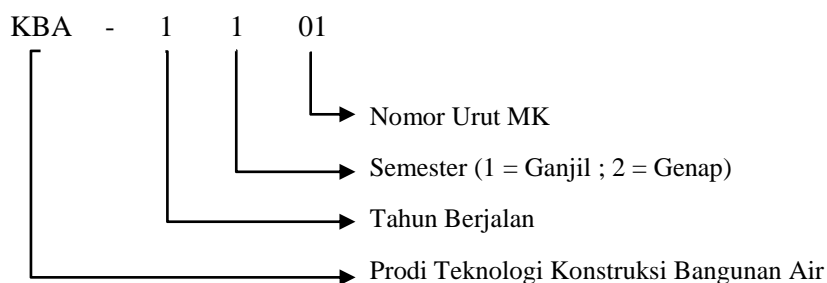 KBA - 1 1 01
Nomor Urut MK
Semester (1 = Ganjil ; 2 = Genap)
Tahun Berjalan
Prodi Teknologi Konstruksi Bangunan Air